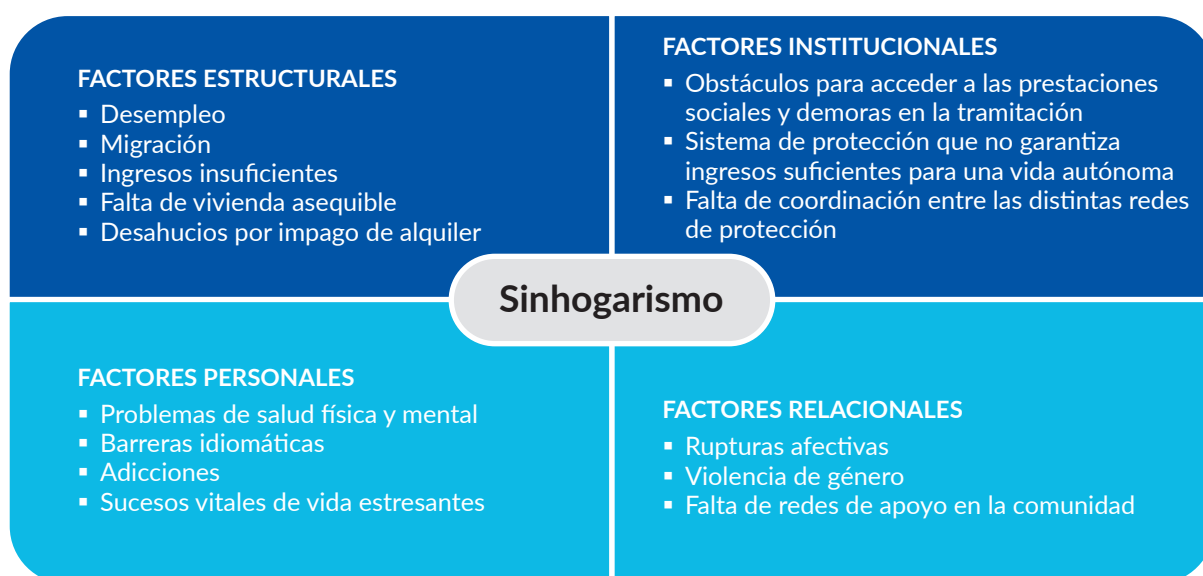 FACTORES ESTRUCTURALES
▪ Desempleo
▪ Migración
▪ Ingresos insuficientes
▪ Falta de vivienda asequible
▪ Desahucios por impago de alquiler
FACTORES INSTITUCIONALES
▪ Obstáculos para acceder a las prestaciones
sociales y demoras en la tramitación
▪ Sistema de protección que no garantiza
ingresos suficientes para una vida autónoma
▪ Falta de coordinación entre las distintas redes
de protección
Sinhogarismo
FACTORES PERSONALES
▪ Problemas de salud física y mental
▪ Barreras idiomáticas
▪ Adicciones
▪ Sucesos vitales de vida estresantes
FACTORES RELACIONALES
▪ Rupturas afectivas
▪ Violencia de género
▪ Falta de redes de apoyo en la comunidad